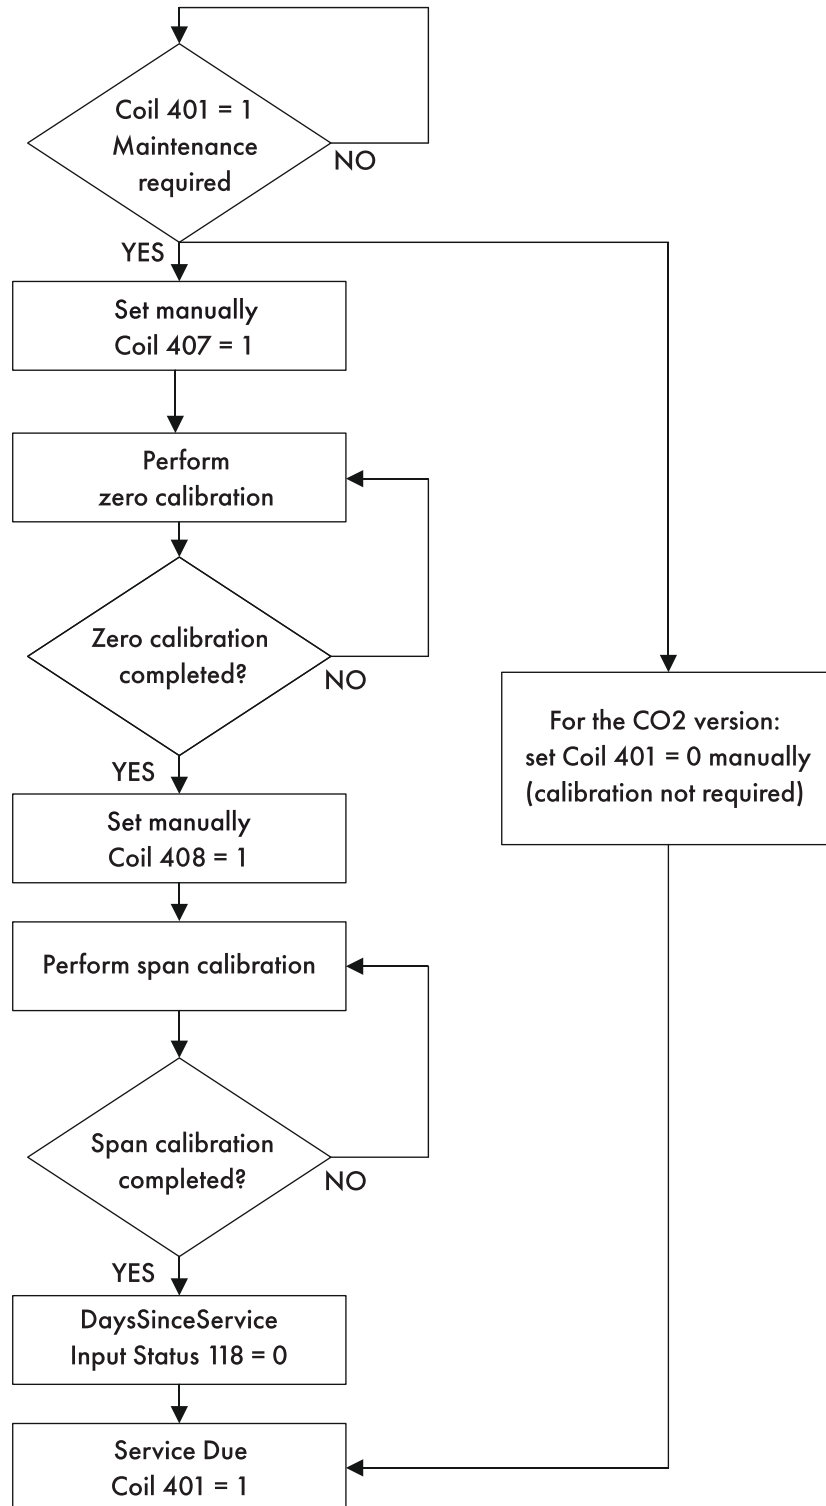 Coil 401 = 1
Maintenance
required
NO
YES
Set manually
Coil 407 = 1
Perform
zero calibration
Zero calibration
completed?
NO
For the CO2 version:
set Coil 401 = 0 manually
(calibration not required)
YES
Set manually
Coil 408 = 1
Perform span calibration
Span calibration
completed?
NO
YES
DaysSinceService
Input Status 118 = 0
Service Due
Coil 401 = 1